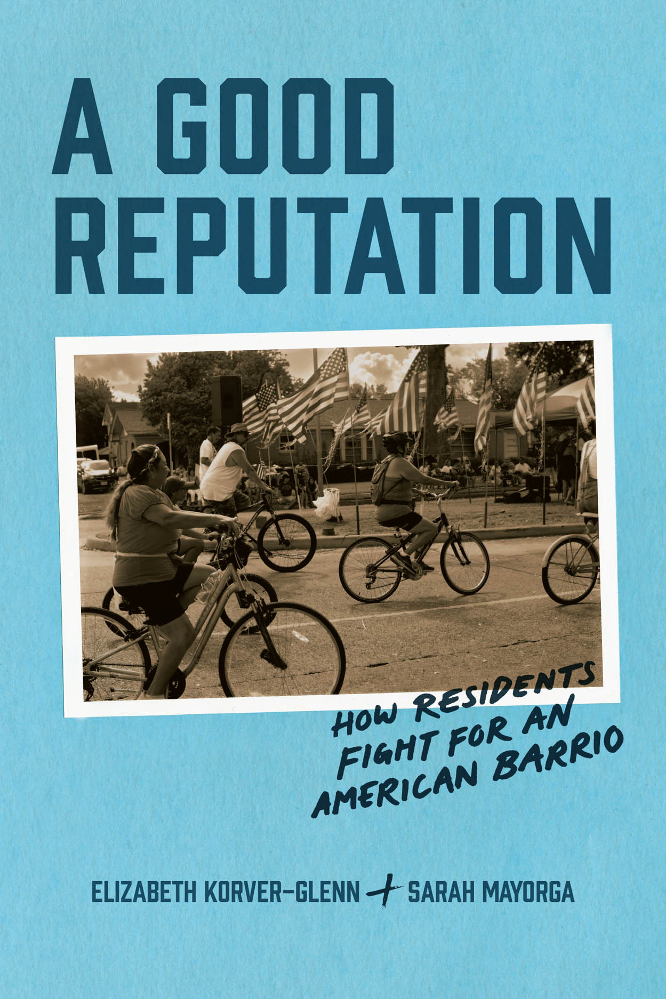 A GOOD
REPUTATION
HOW RESIDENTS
FIGHT FOR AN
AMERICAN BARRIO
ELIZABETH KORVER-GLENN + SARAH MAYORGA